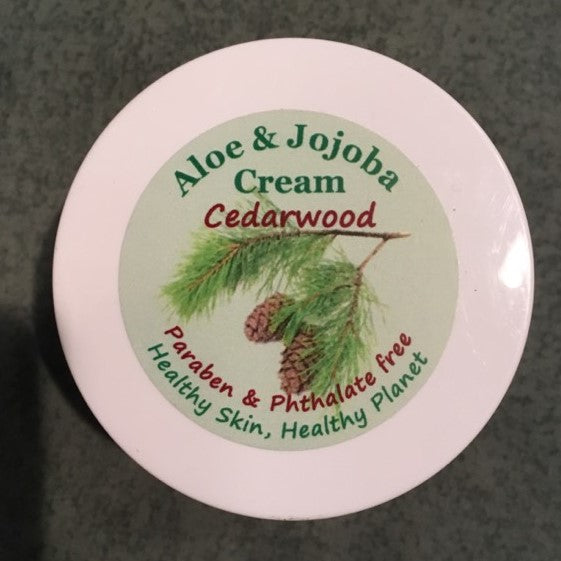 Aloe & Jojoba
Cream
Cedarwood
Paraben & Phthalate free
Healthy Skin, Healthy Planet